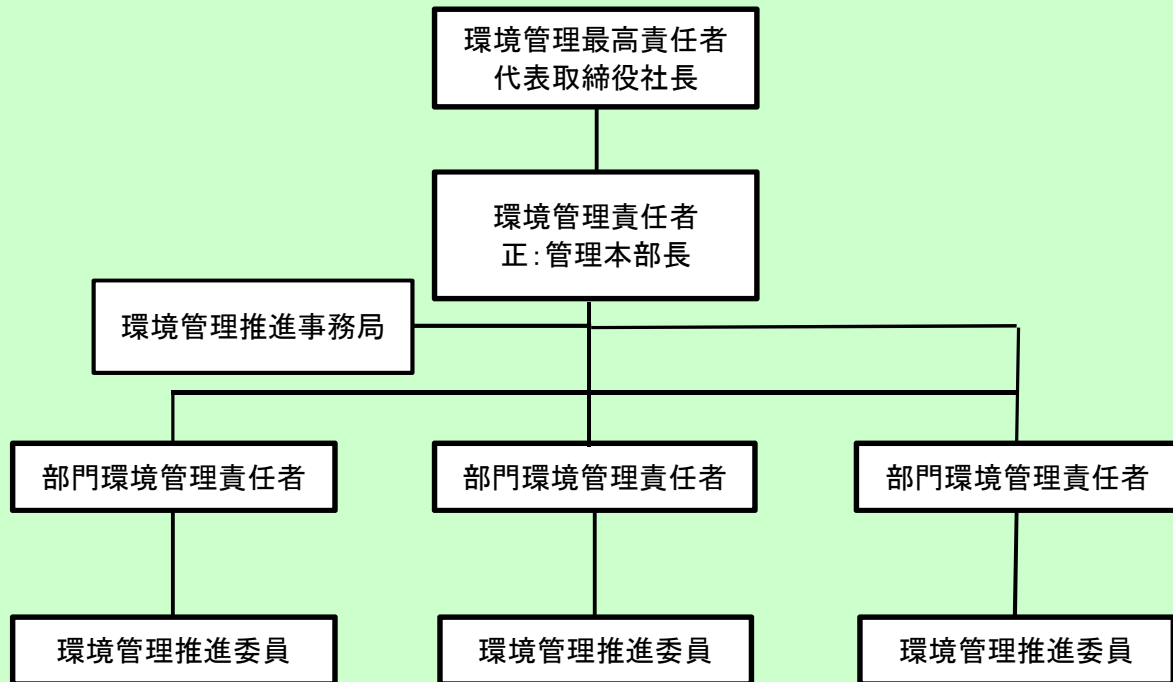 環境管理最高責任者
代表取締役社長
環境管理責任者
正:管理本部長
環境管理推進事務局
部門環境管理責任者
部門環境管理責任者
部門環境管理責任者
環境管理推進委員
環境管理推進委員
環境管理推進委員